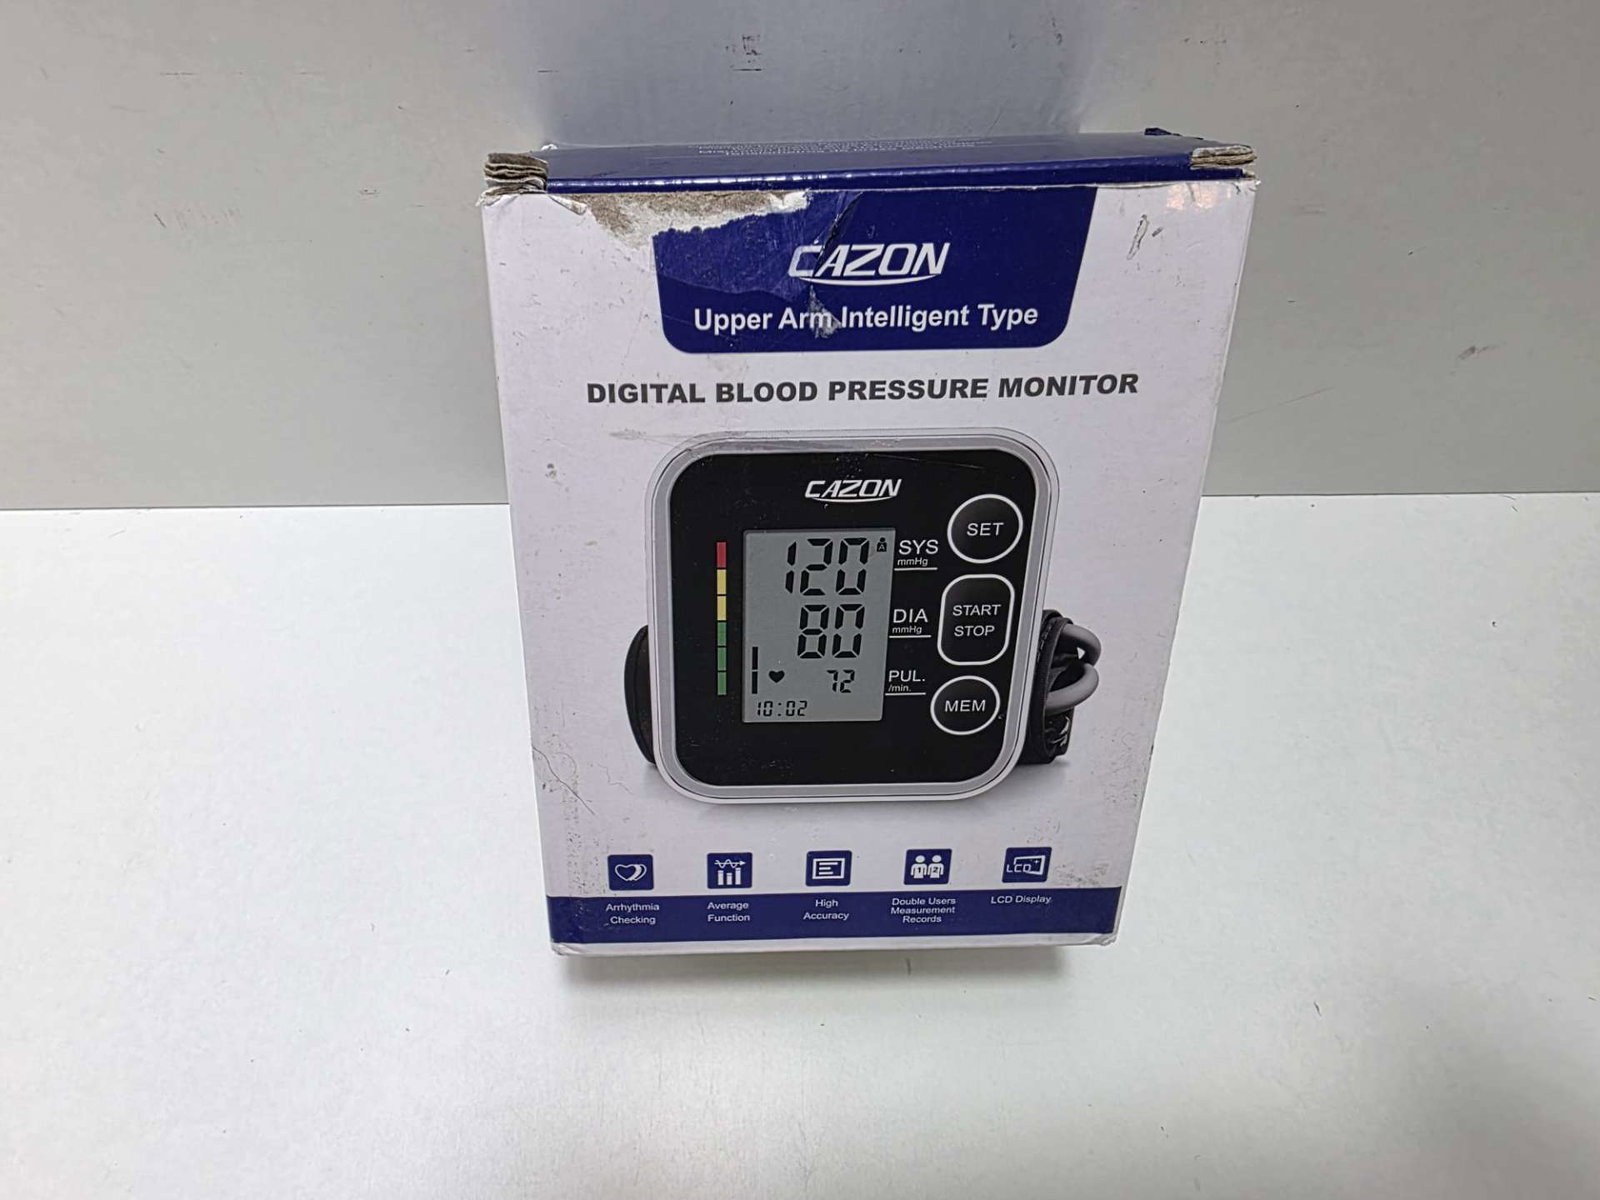 CAZON
Upper Arm Intelligent Type
DIGITAL BLOOD PRESSURE MONITOR
CAZON
SET
120
SYS
mmHg
START
STOP
80
DIA
mmHg
72
PUL.
/min.
MEM
10:02
LCD
Arrhythmia
Checking
Average
Function
High
Accuracy
Double Users
Measurement
Records
LCD Display